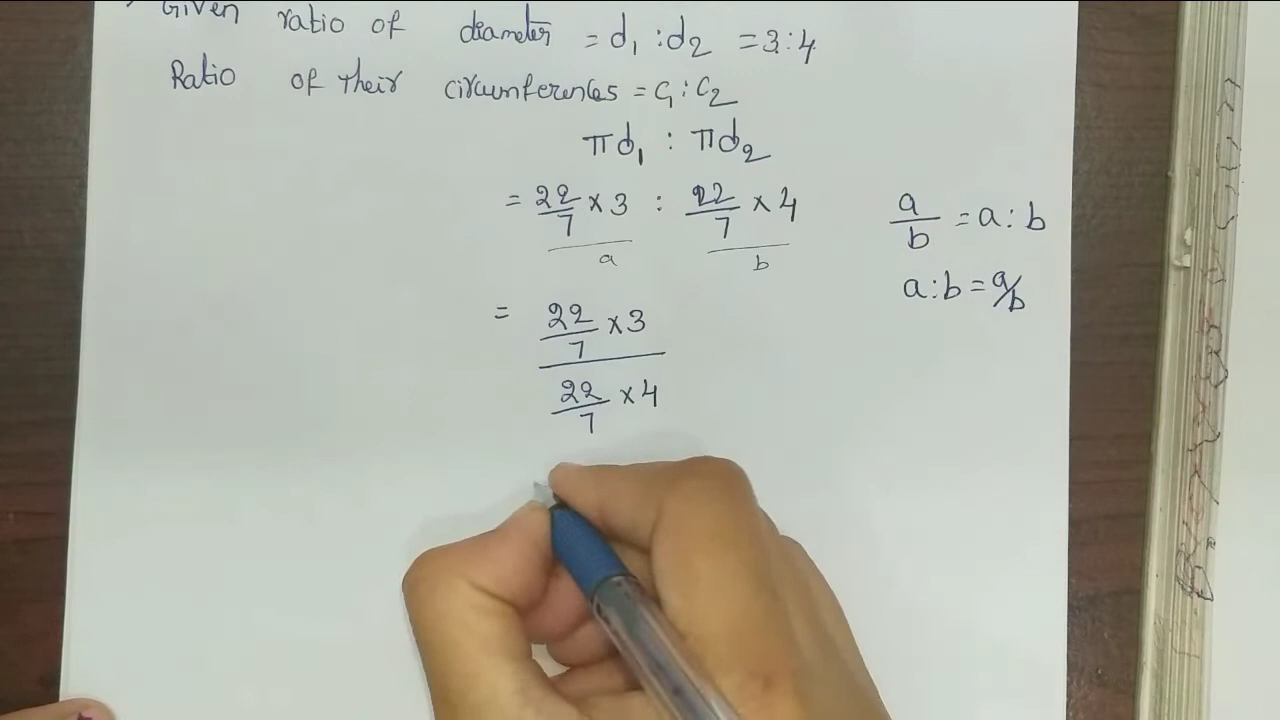 Given ratio of diameter = d₁ : d₂ = 3 : 4
Ratio of their circumferences = C₁ : C₂
πd₁ : πd₂
= 22/7 × 3 : 22/7 × 4
a b
a/b = a : b
a : b = a/b
= 22/7 × 3
22/7 × 4